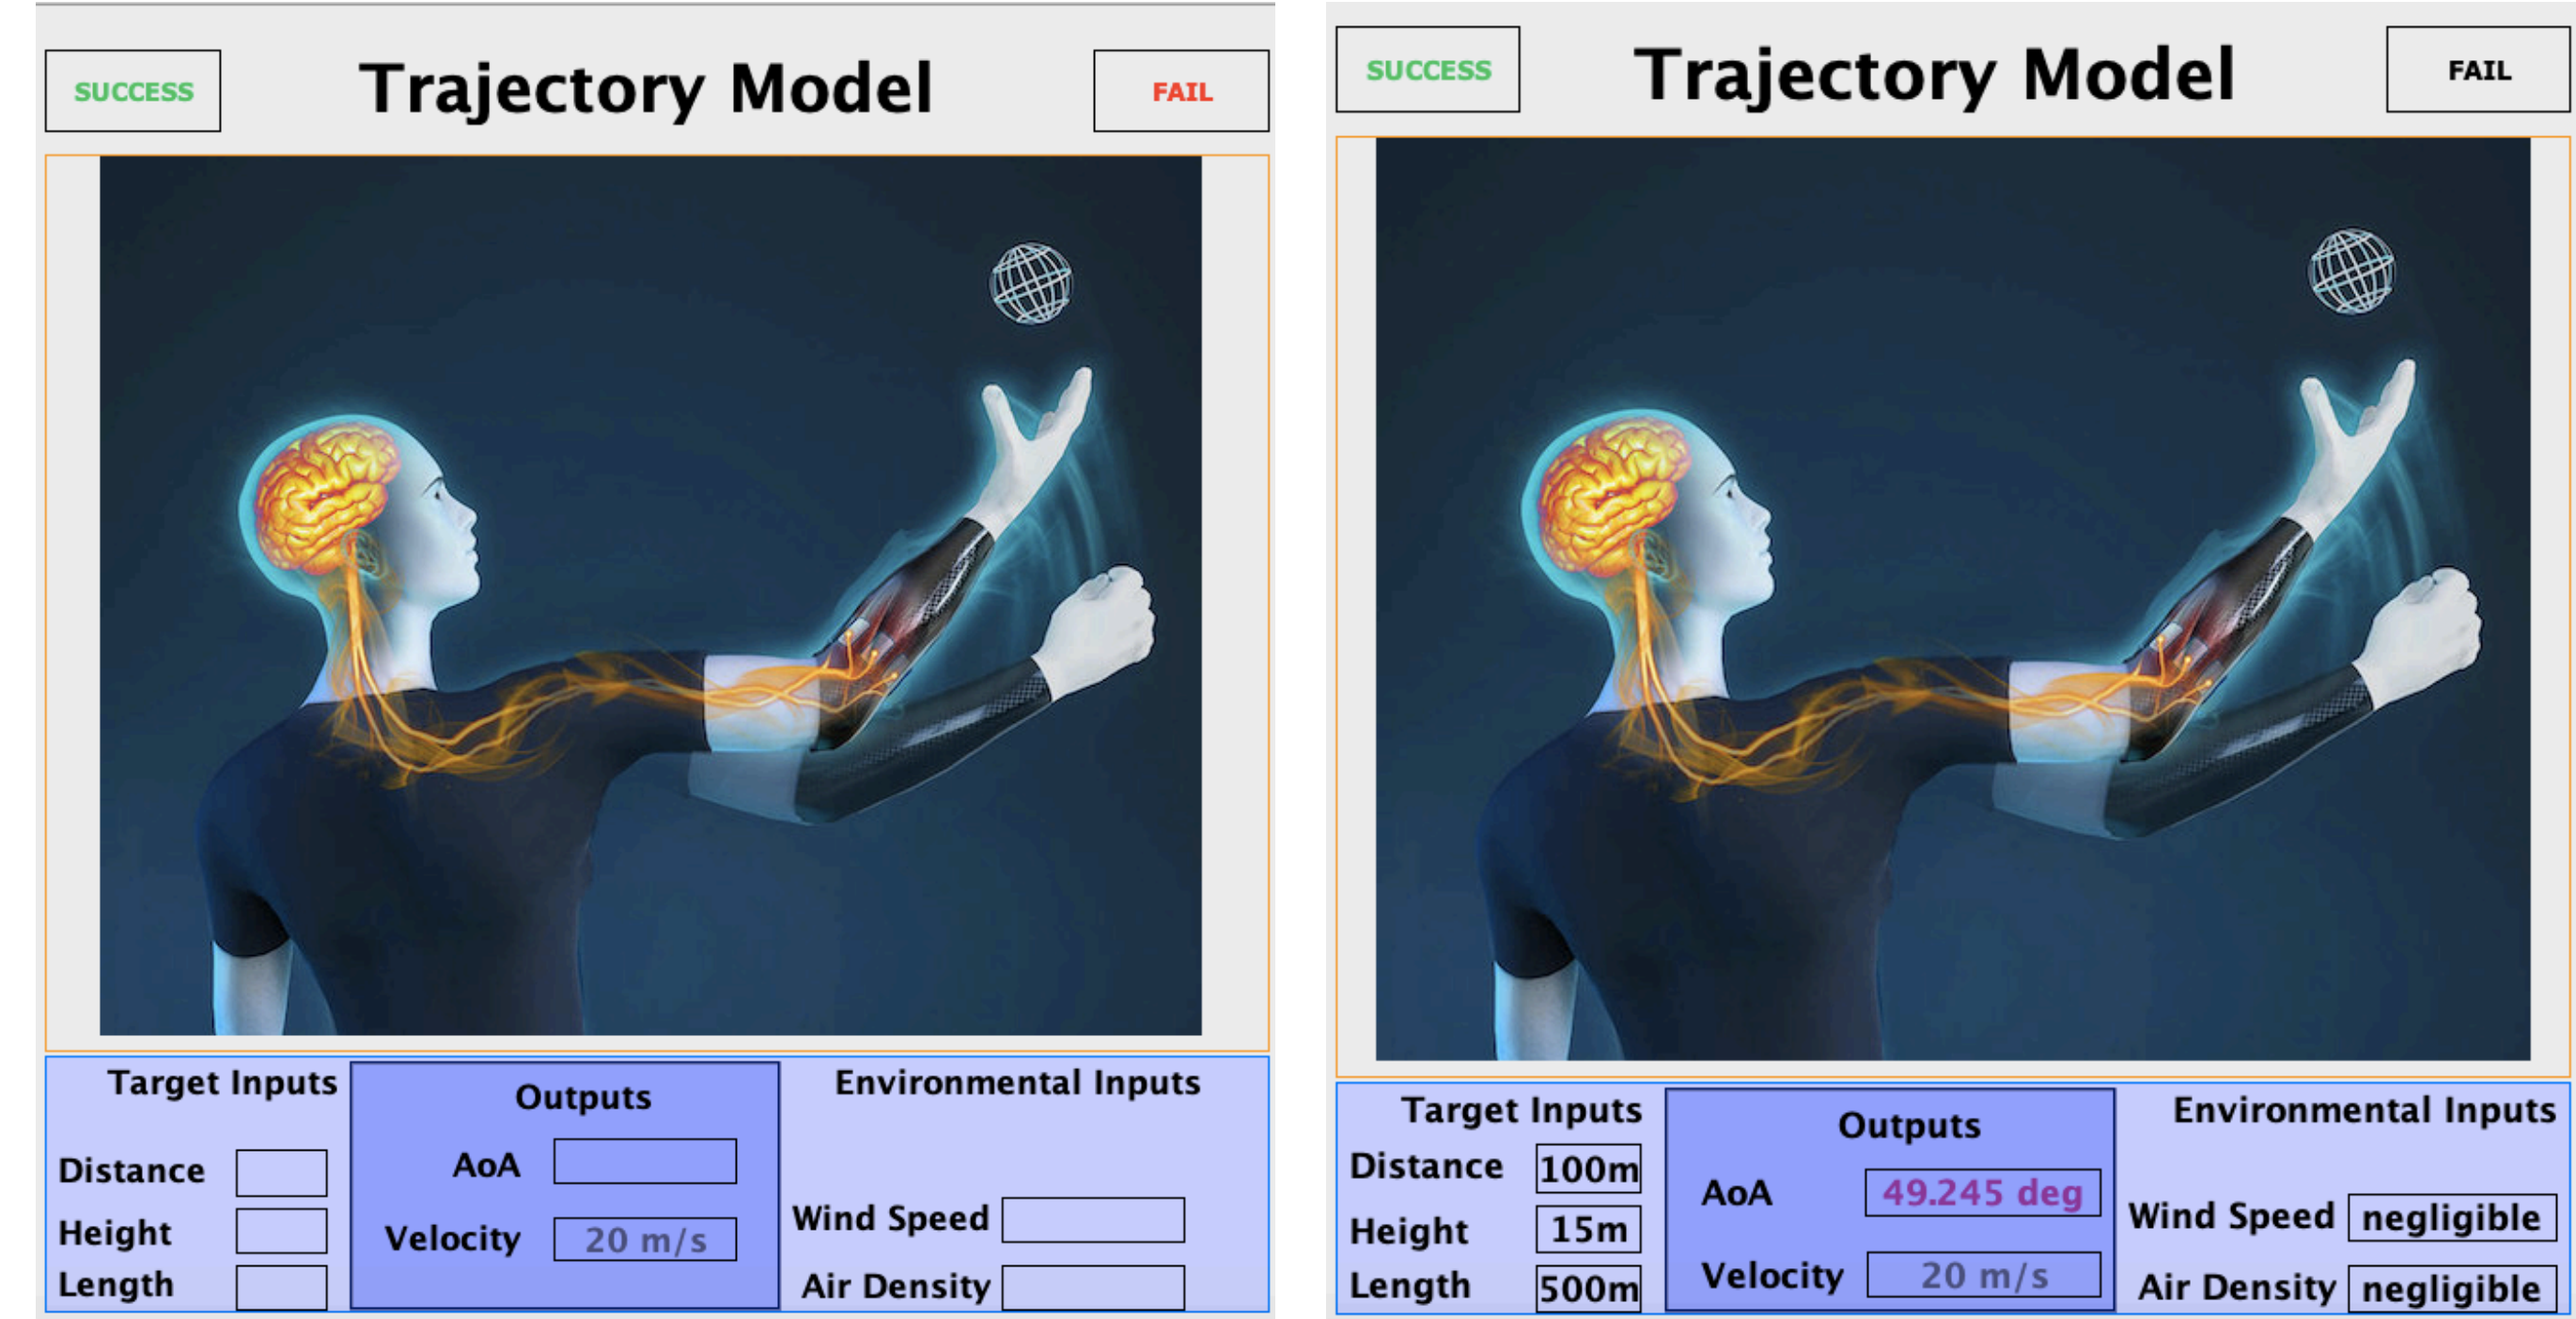 SUCCESS
Trajectory Model
FAIL
Target Inputs
Distance
Height
Length
Outputs
AoA
Velocity 20 m/s
Environmental Inputs
Wind Speed
Air Density
SUCCESS
Trajectory Model
FAIL
Target Inputs
Distance 100m
Height 15m
Length 500m
Outputs
AoA 49.245 deg
Velocity 20 m/s
Environmental Inputs
Wind Speed negligible
Air Density negligible